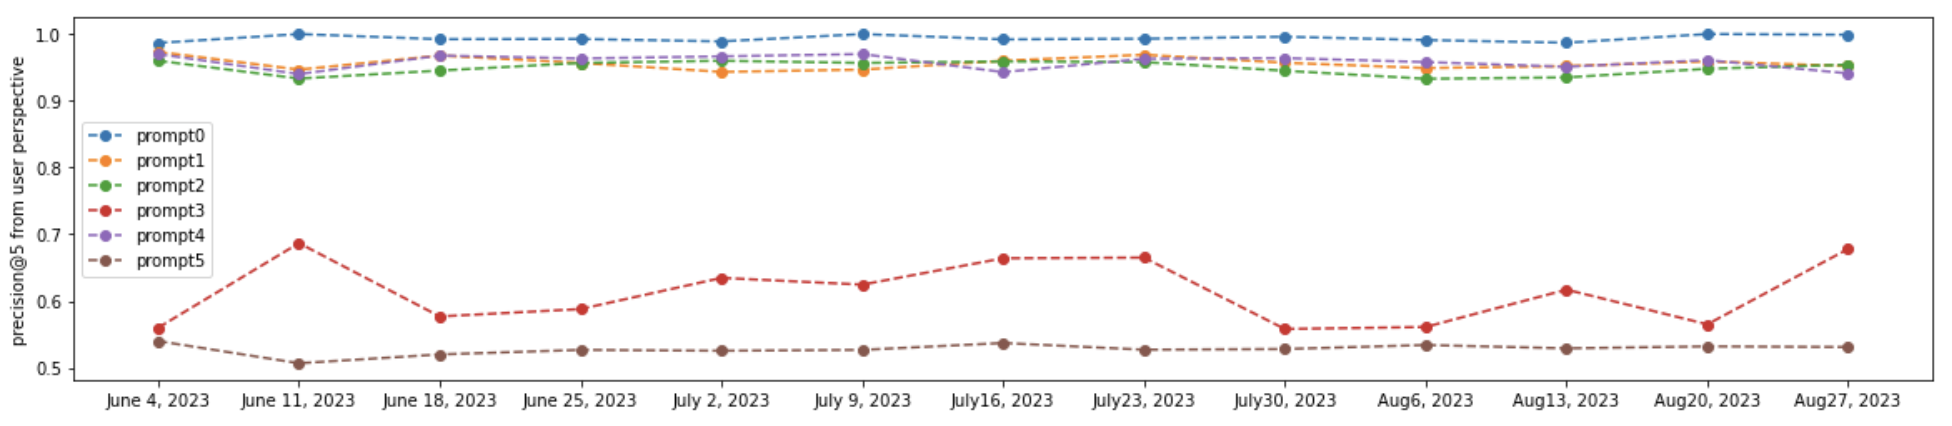 precision@5 from user perspective
1.0
0.9
0.8
0.7
0.6
0.5
prompt0
prompt1
prompt2
prompt3
prompt4
prompt5
June 4, 2023 June 11, 2023 June 18, 2023 June 25, 2023 July 2, 2023 July 9, 2023 July16, 2023 July23, 2023 July30, 2023 Aug6, 2023 Aug13, 2023 Aug20, 2023 Aug27, 2023